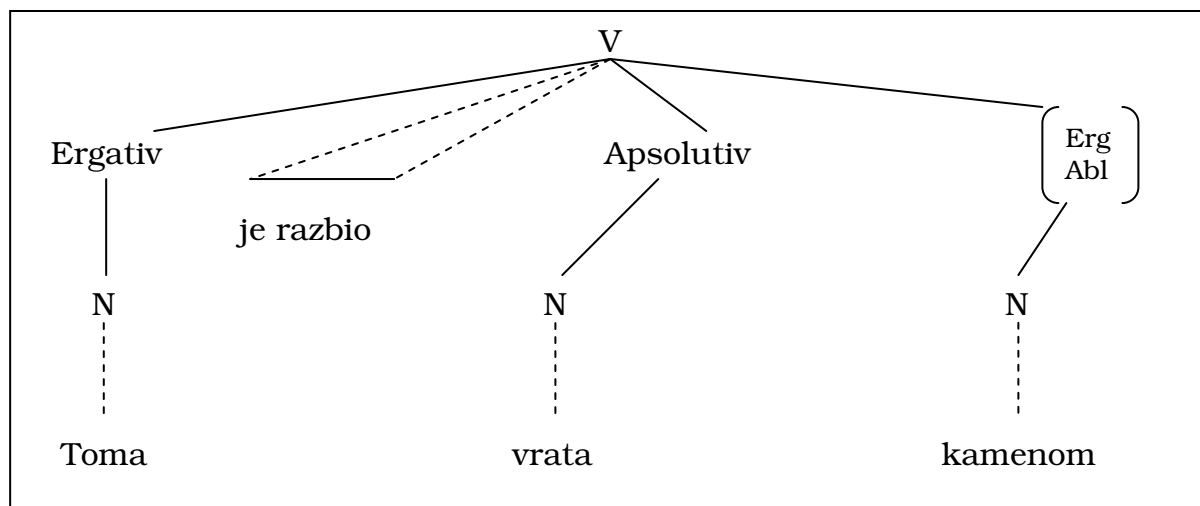 V
Ergativ
Apsolutiv
Erg
Abl
je razbio
N
N
N
Toma
vrata
kamenom